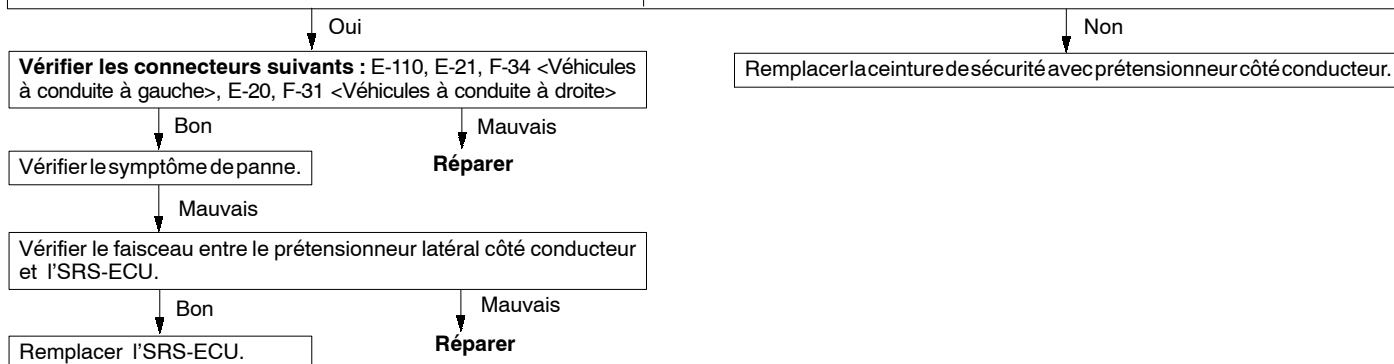 Oui
Non
Vérifier les connecteurs suivants : E-110, E-21, F-34 <Véhicules
à conduite à gauche>, E-20, F-31 <Véhicules à conduite à droite>
Remplacer la ceinture de sécurité avec prétensionneur côté conducteur.
Bon
Mauvais
Vérifier le symptôme de panne.
Réparer
Mauvais
Vérifier le faisceau entre le prétensionneur latéral côté conducteur
et l'SRS-ECU.
Bon
Mauvais
Remplacer l'SRS-ECU.
Réparer